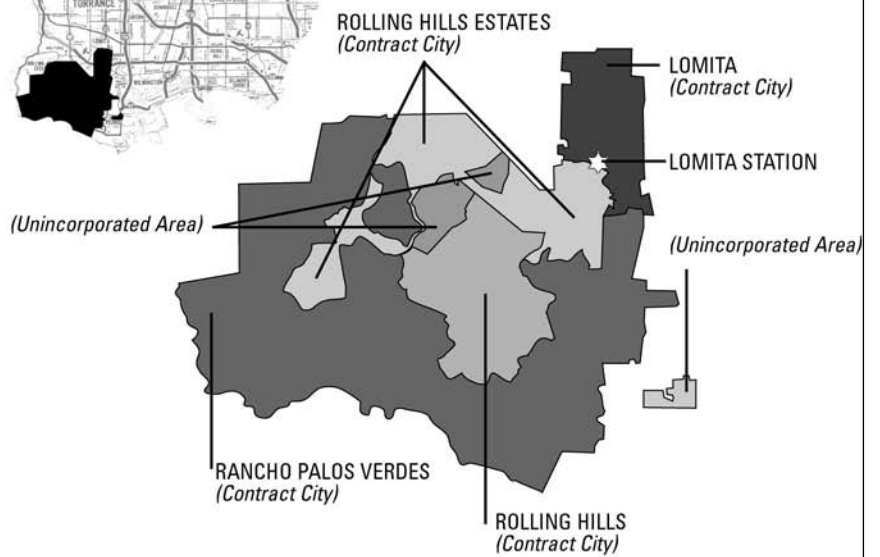 TORRANCE
WILMINGTON
ROLLING HILLS ESTATES
(Contract City)
LOMITA
(Contract City)
LOMITA STATION
(Unincorporated Area)
(Unincorporated Area)
RANCHO PALOS VERDES
(Contract City)
ROLLING HILLS
(Contract City)